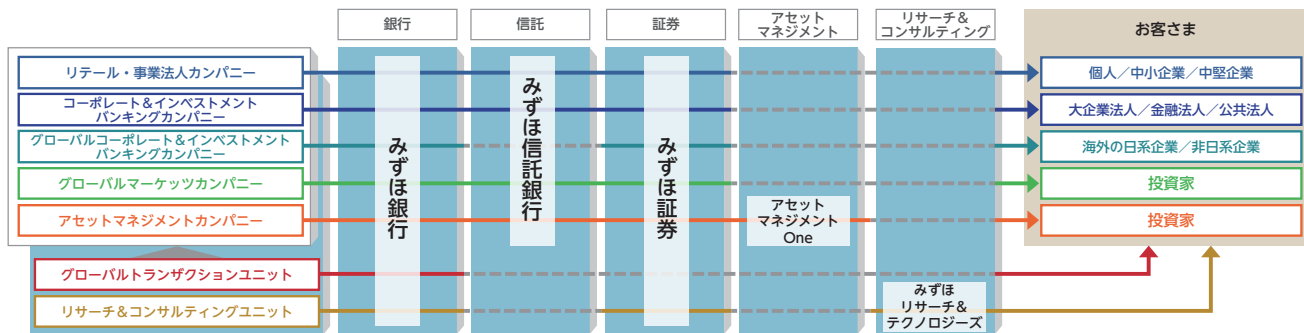 銀行
信託
証券
アセット
マネジメント
リサーチ&
コンサルティング
お客さま
リテール・事業法人カンパニー
個人／中小企業／中堅企業
コーポレート&インベストメント
バンキングカンパニー
大企業法人／金融法人／公共法人
グローバルコーポレート&インベストメント
バンキングカンパニー
海外の日系企業／非日系企業
グローバルマーケッツカンパニー
投資家
アセットマネジメントカンパニー
投資家
みずほ銀行
みずほ信託銀行
みずほ証券
アセット
マネジメント
One
グローバルトランザクションユニット
リサーチ&コンサルティングユニット
みずほ
リサーチ&
テクノロジーズ